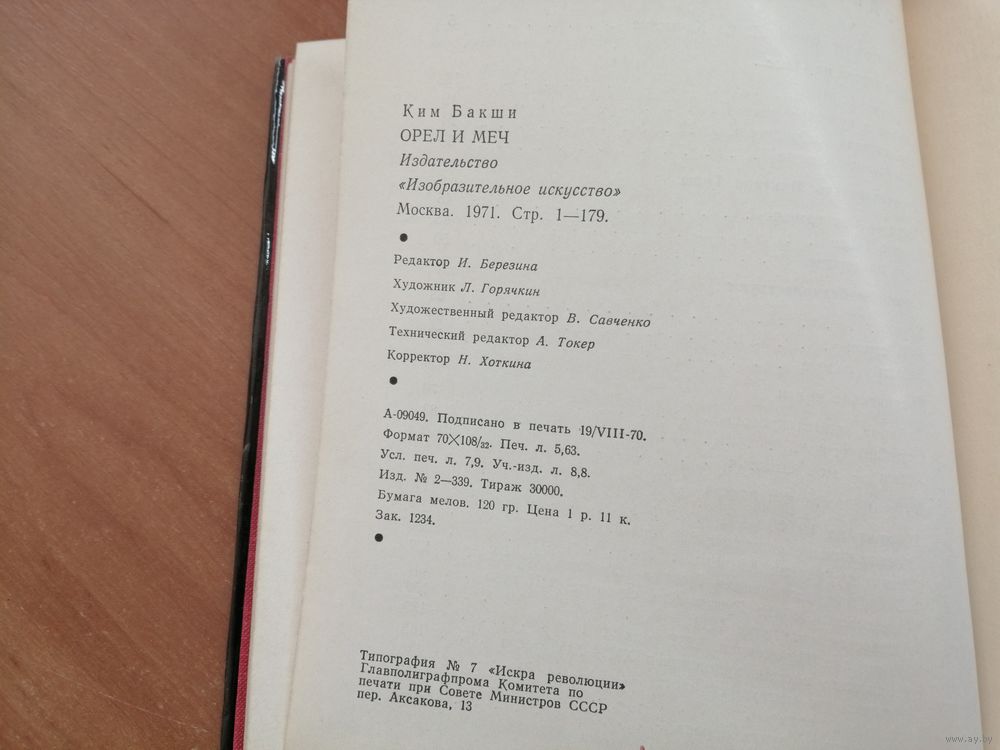 Ким Бакши
ОРЕЛ И МЕЧ
Издательство
«Изобразительное искусство»
Москва. 1971. Стр. 1—179.
Редактор И. Березина
Художник Л. Горячкин
Художественный редактор В. Савченко
Технический редактор А. Токер
Корректор Н. Хоткина
А-09049. Подписано в печать 19/VIII-70.
Формат 70×108/32. Печ. л. 5,63.
Усл. печ. л. 7,9. Уч.-изд. л. 8,8.
Изд. № 2—339. Тираж 30000.
Бумага мелов. 120 гр. Цена 1 р. 11 к.
Зак. 1234.
Типография № 7 «Искра революции»
Главполиграфпрома Комитета по
печати при Совете Министров СССР
пер. Аксакова, 13
www.ay.by